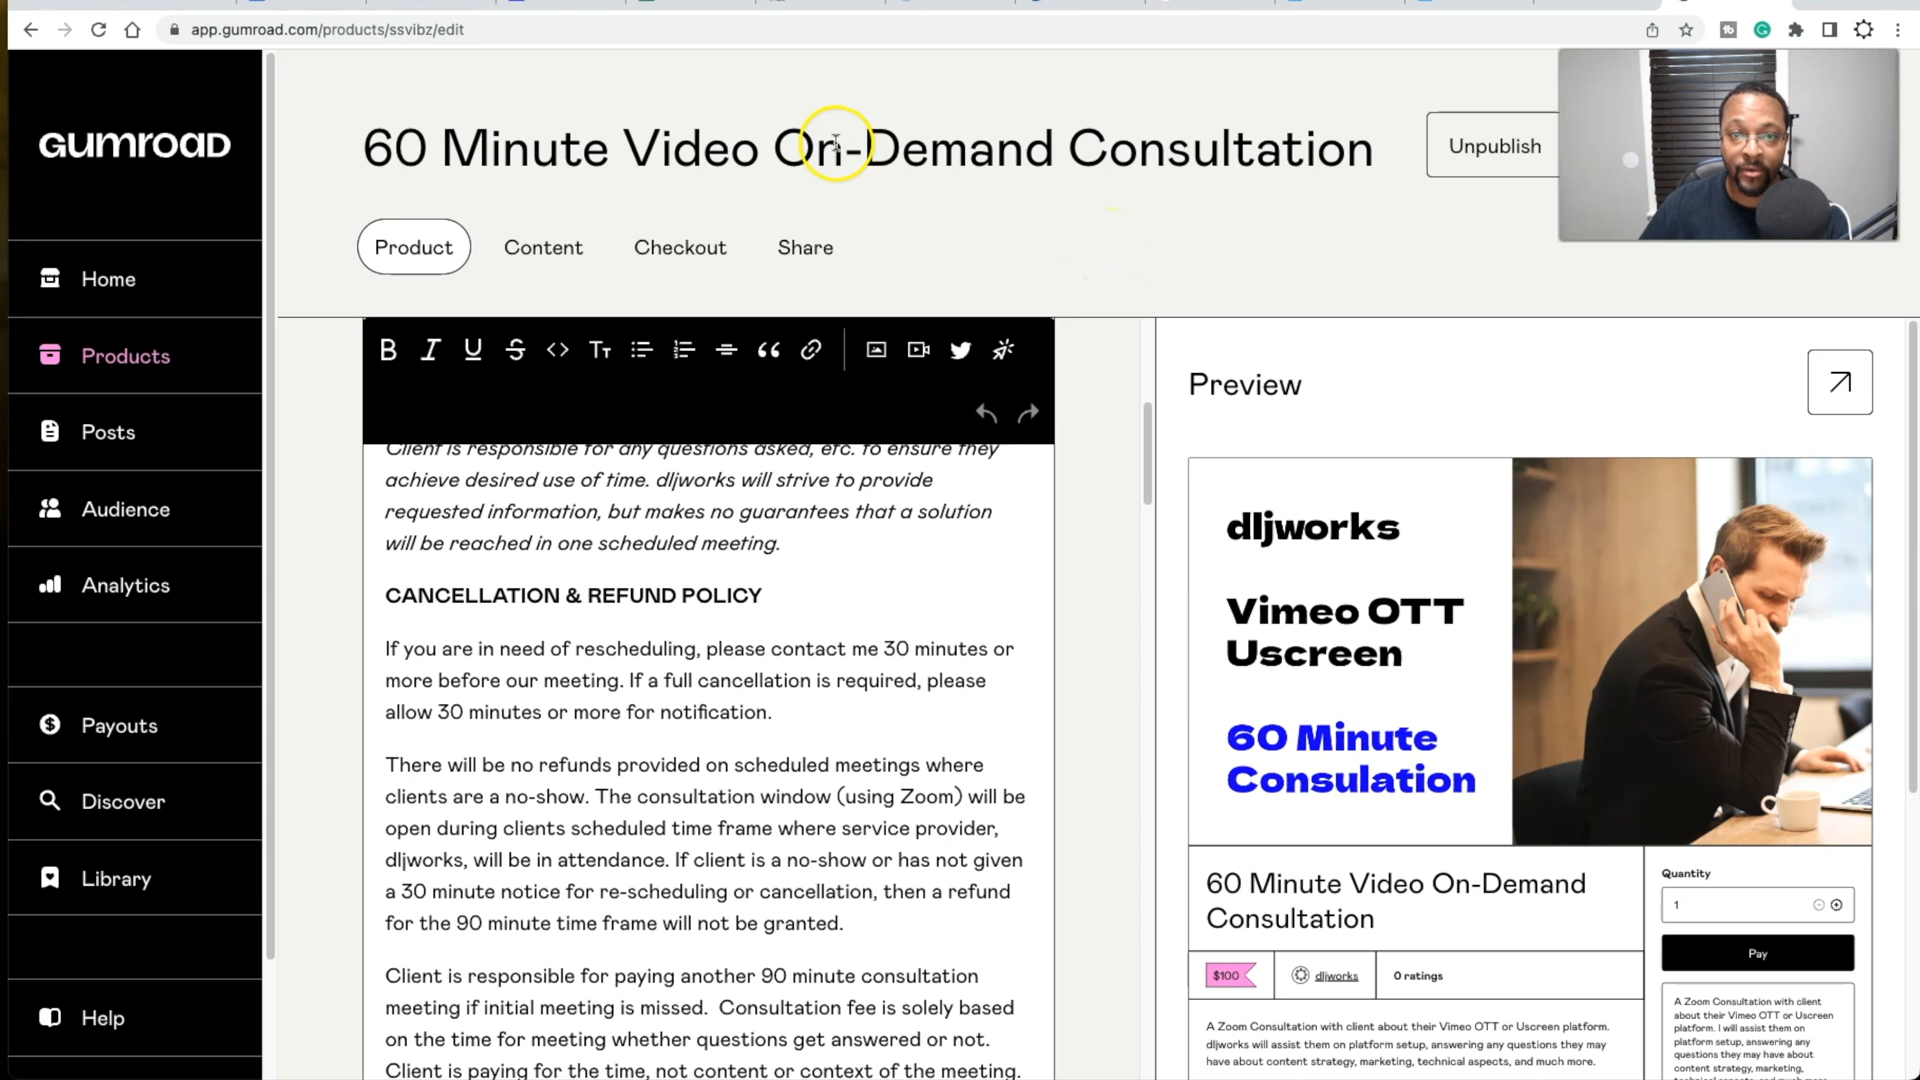 app.gumroad.com/products/ssvibz/edit
GUMROAD
60 Minute Video On-Demand Consultation
Unpublish
Product
Content
Checkout
Share
Home
Products
Posts
Audience
Analytics
Payouts
Discover
Library
Help
B I U S <> TT
Client is responsible for any questions asked, etc. to ensure they
achieve desired use of time. dljworks will strive to provide
requested information, but makes no guarantees that a solution
will be reached in one scheduled meeting.
CANCELLATION & REFUND POLICY
If you are in need of rescheduling, please contact me 30 minutes or
more before our meeting. If a full cancellation is required, please
allow 30 minutes or more for notification.
There will be no refunds provided on scheduled meetings where
clients are a no-show. The consultation window (using Zoom) will be
open during clients scheduled time frame where service provider,
dljworks, will be in attendance. If client is a no-show or has not given
a 30 minute notice for re-scheduling or cancellation, then a refund
for the 90 minute time frame will not be granted.
Client is responsible for paying another 90 minute consultation
meeting if initial meeting is missed. Consultation fee is solely based
on the time for meeting whether questions get answered or not.
Client is paying for the time, not content or context of the meeting.
Preview
dljworks
Vimeo OTT
Uscreen
60 Minute
Consulation
60 Minute Video On-Demand
Consultation
$100
dljworks
0 ratings
A Zoom Consultation with client about their Vimeo OTT or Uscreen platform.
dljworks will assist them on platform setup, answering any questions they may
have about content strategy, marketing, technical aspects, and much more.
Quantity
1
Pay
A Zoom Consultation with client
about their Vimeo OTT or Uscreen
platform. I will assist them on
platform setup, answering any
questions they may have about
content strategy, marketing,